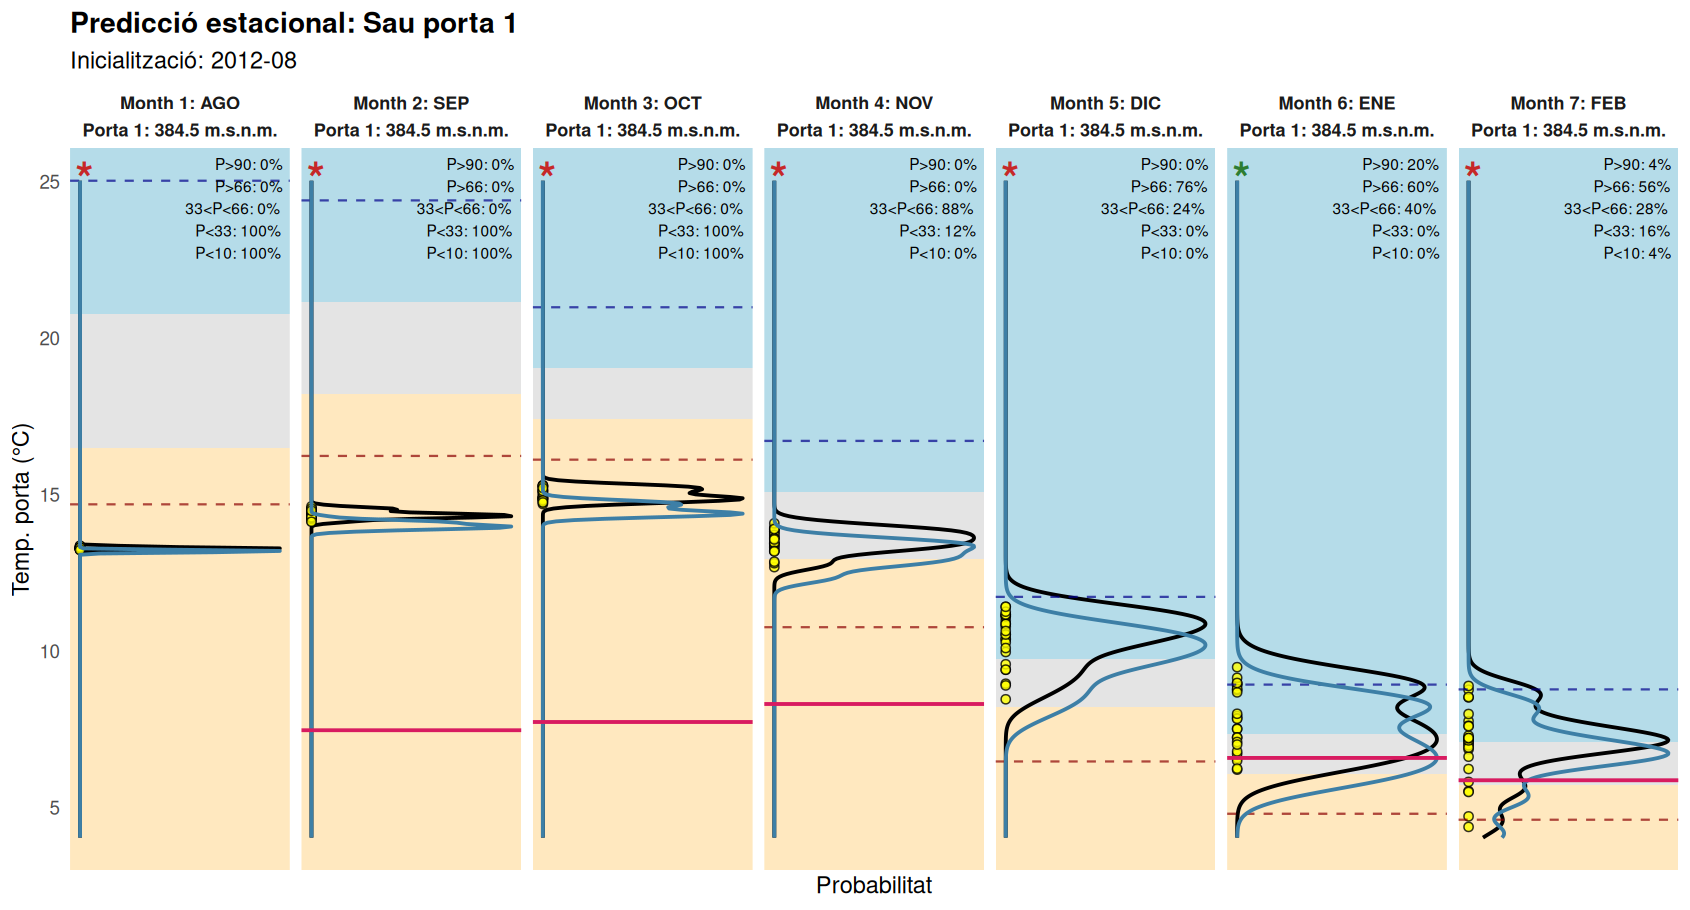 Predicció estacional: Sau porta 1
Inicialització: 2012-08
Month 1: AGO
Porta 1: 384.5 m.s.n.m.
Month 2: SEP
Porta 1: 384.5 m.s.n.m.
Month 3: OCT
Porta 1: 384.5 m.s.n.m.
Month 4: NOV
Porta 1: 384.5 m.s.n.m.
Month 5: DIC
Porta 1: 384.5 m.s.n.m.
Month 6: ENE
Porta 1: 384.5 m.s.n.m.
Month 7: FEB
Porta 1: 384.5 m.s.n.m.
*
P>90: 0%
P>66: 0%
33<P<66: 0%
P<33: 100%
P<10: 100%
*
P>90: 0%
P>66: 0%
33<P<66: 0%
P<33: 100%
P<10: 100%
*
P>90: 0%
P>66: 0%
33<P<66: 0%
P<33: 100%
P<10: 100%
*
P>90: 0%
P>66: 0%
33<P<66: 88%
P<33: 12%
P<10: 0%
*
P>90: 0%
P>66: 76%
33<P<66: 24%
P<33: 0%
P<10: 0%
*
P>90: 20%
P>66: 60%
33<P<66: 40%
P<33: 0%
P<10: 0%
*
P>90: 4%
P>66: 56%
33<P<66: 28%
P<33: 16%
P<10: 4%
25
20
15
10
5
Temp. porta (°C)
Probabilitat